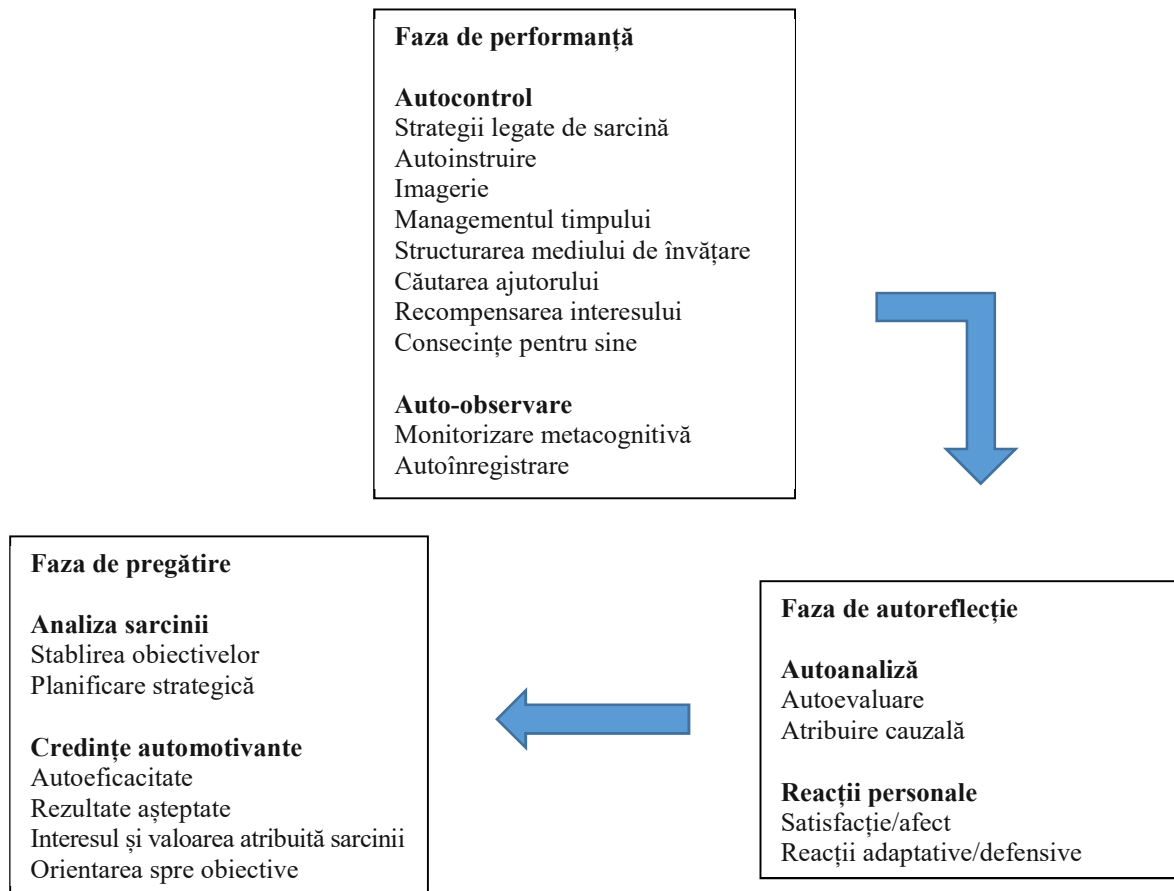 Faza de performanță
Autocontrol
Strategii legate de sarcină
Autoinstruire
Imagerie
Managementul timpului
Structurarea mediului de învățare
Căutarea ajutorului
Recompensarea interesului
Consecințe pentru sine
Auto-observare
Monitorizare metacognitivă
Autoînregistrare
Faza de pregătire
Analiza sarcinii
Stablirea obiectivelor
Planificare strategică
Credințe automotivante
Autoeficacitate
Rezultate așteptate
Interesul și valoarea atribuită sarcinii
Orientarea spre obiective
Faza de autoreflecție
Autoanaliză
Autoevaluare
Atribuire cauzală
Reacții personale
Satisfacție/afect
Reacții adaptative/defensive